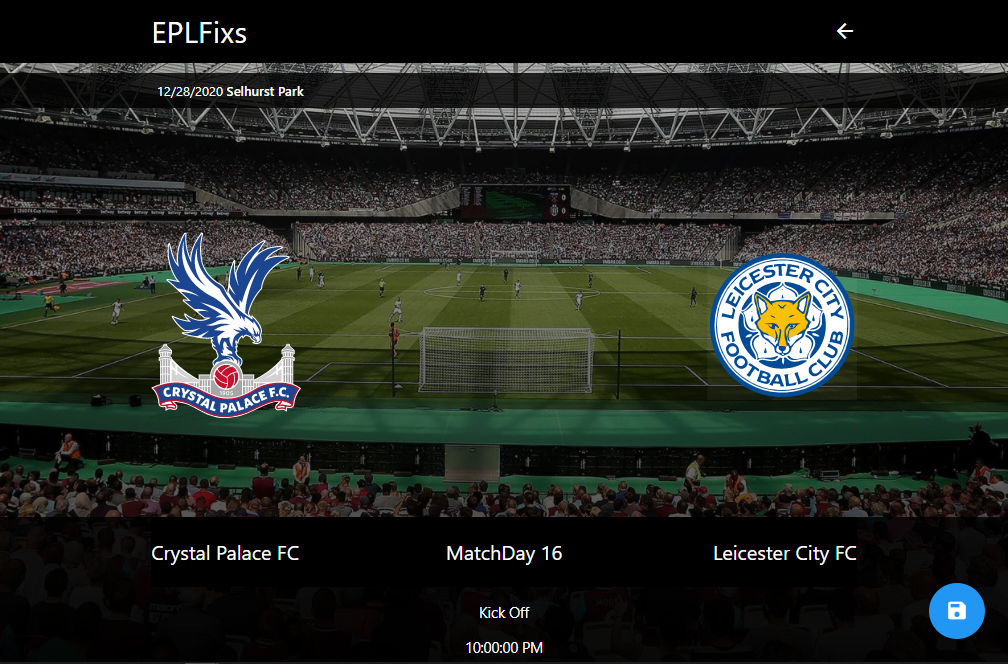 EPLFixs
12/28/2020 Selhurst Park
CRYSTAL PALACE F.C.
LEICESTER CITY
FOOTBALL CLUB
Crystal Palace FC
MatchDay 16
Leicester City FC
Kick Off
10:00:00 PM